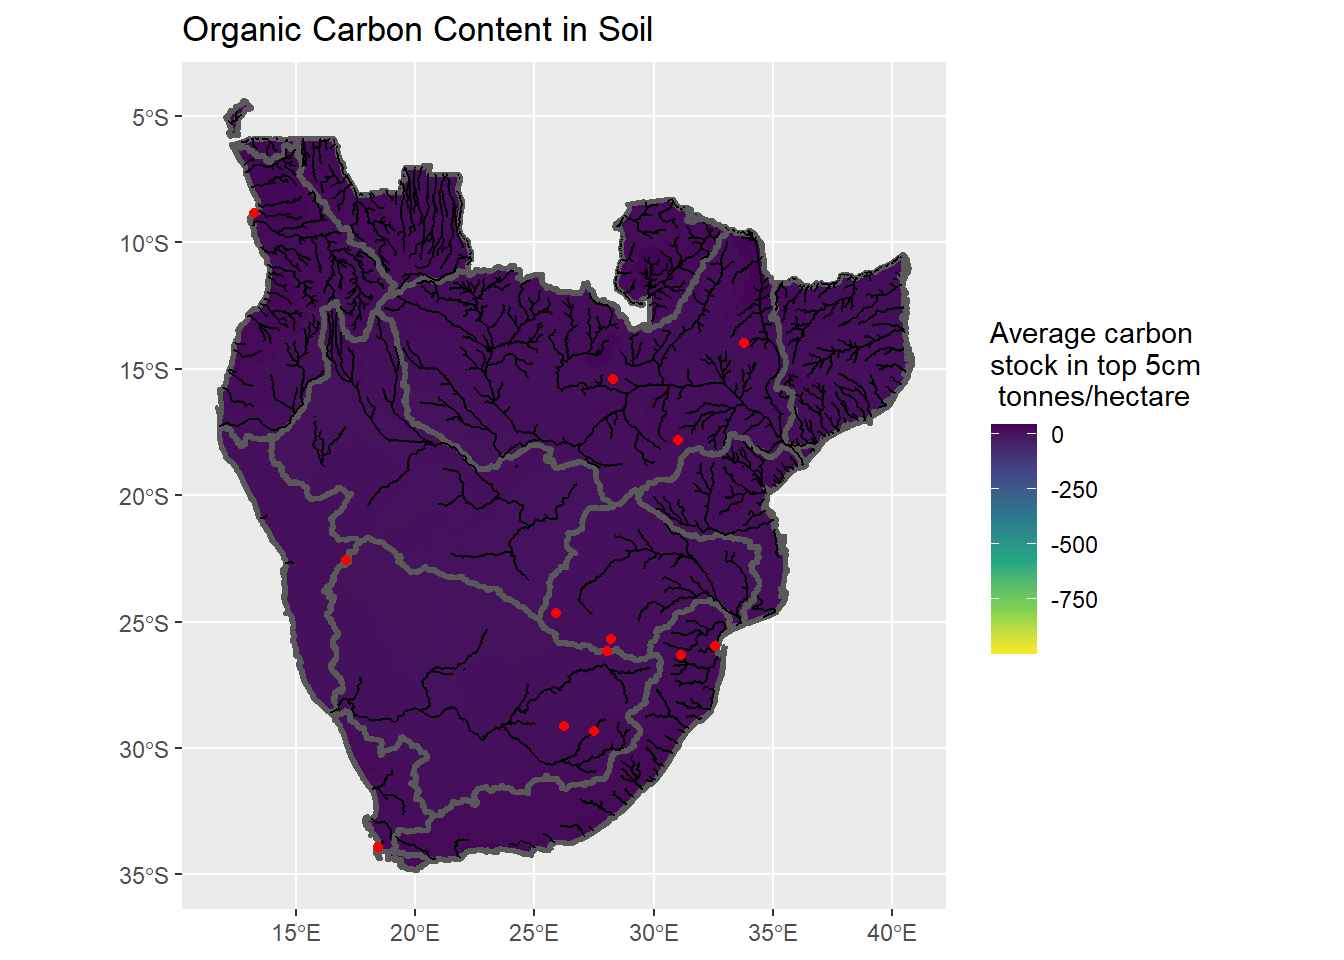 Organic Carbon Content in Soil
5°S
10°S
15°S
20°S
25°S
30°S
35°S
15°E
20°E
25°E
30°E
35°E
40°E
Average carbon
stock in top 5cm
tonnes/hectare
0
-250
-500
-750